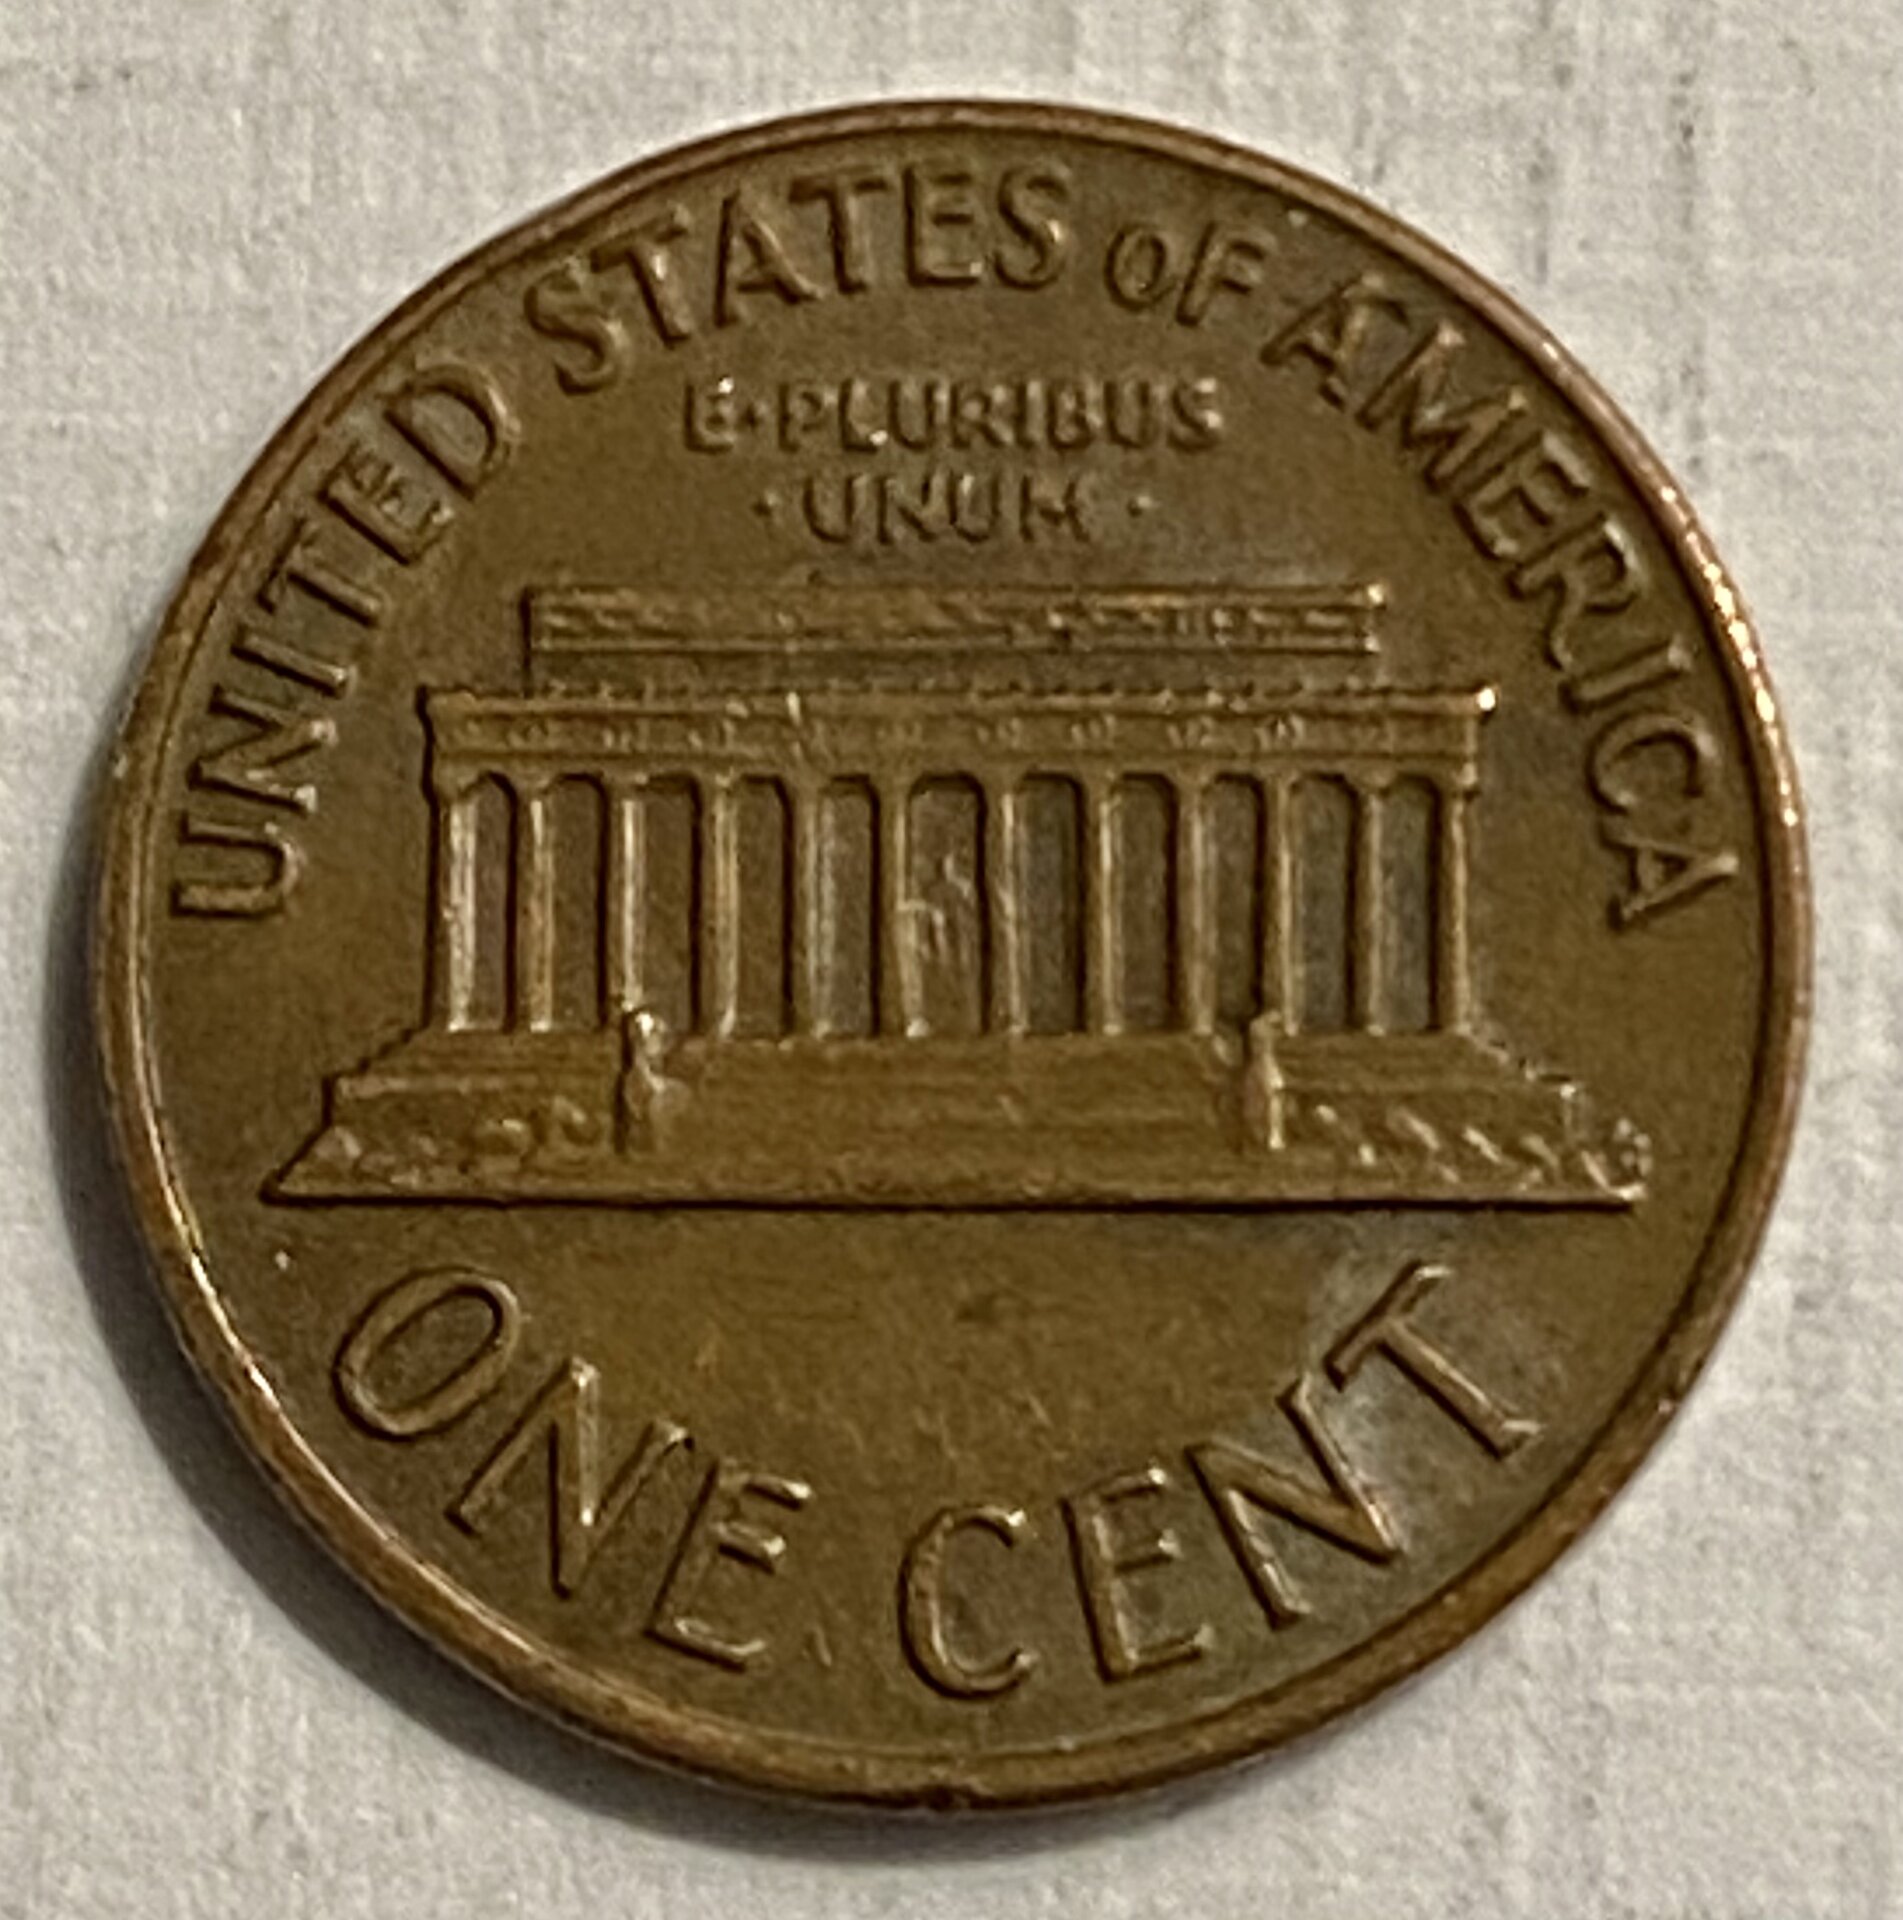 UNITED STATES OF AMERICA
E·PLURIBUS
·UNUM·
ONE CENT